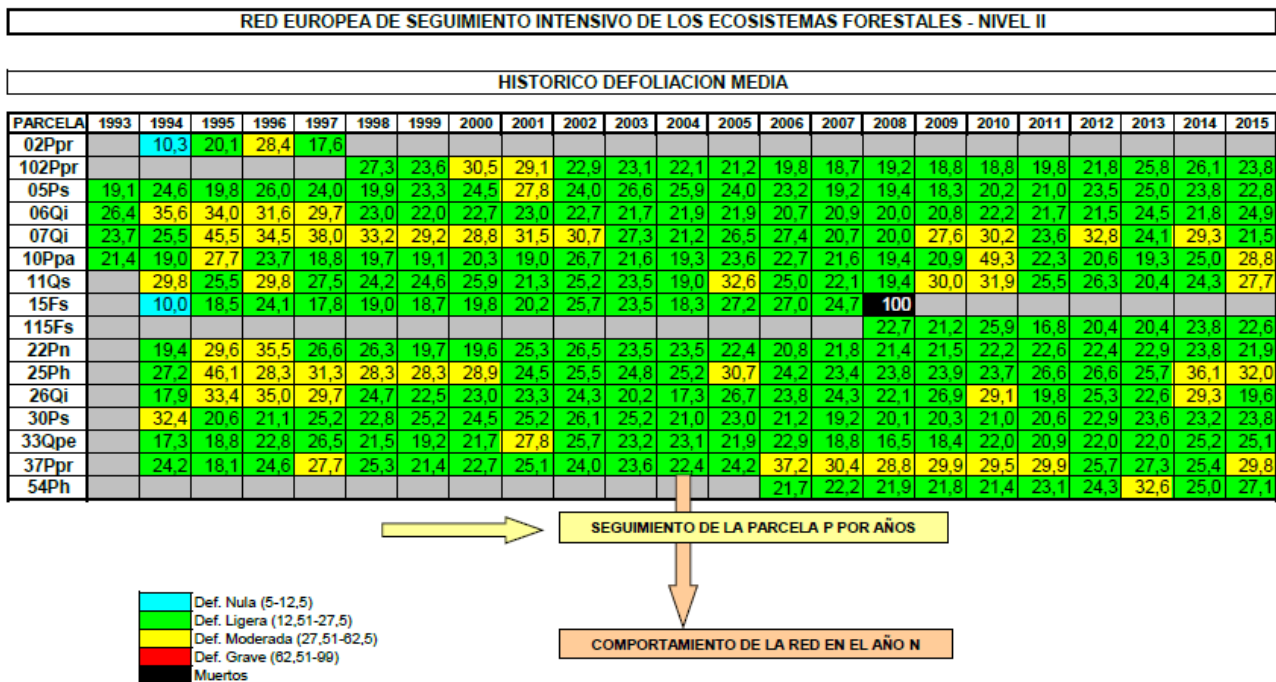 RED EUROPEA DE SEGUIMIENTO INTENSIVO DE LOS ECOSISTEMAS FORESTALES - NIVEL II
HISTORICO DEFOLIACION MEDIA
PARCELA 1993 1994 1995 1996 1997 1998 1999 2000 2001 2002 2003 2004 2005 2006 2007 2008 2009 2010 2011 2012 2013 2014 2015
02Ppr 10,3 20,1 28,4 17,6
102Ppr 27,3 23,6 30,5 29,1 22,9 23,1 22,1 21,2 19,8 18,7 19,2 18,8 18,8 19,8 21,8 25,8 26,1 23,8
05Ps 19,1 24,6 19,8 26,0 24,0 19,9 23,3 24,5 27,8 24,0 26,6 25,9 24,0 23,2 19,2 19,4 18,3 20,2 21,0 23,5 25,0 23,8 22,8
06Qi 26,4 35,6 34,0 31,6 29,7 23,0 22,0 22,7 23,0 22,7 21,7 21,9 21,9 20,7 20,9 20,0 20,8 22,2 21,7 21,5 24,5 21,8 24,9
07Qi 23,7 25,5 45,5 34,5 38,0 33,2 29,2 28,8 31,5 30,7 27,3 21,2 26,5 27,4 20,7 20,0 27,6 30,2 23,6 32,8 24,1 29,3 21,5
10Ppa 21,4 19,0 27,7 23,7 18,8 19,7 19,1 20,3 19,0 26,7 21,6 19,3 23,6 22,7 21,6 19,4 20,9 49,3 22,3 20,6 19,3 25,0 28,8
11Qs 29,8 25,5 29,8 27,5 24,2 24,6 25,9 21,3 25,2 23,5 19,0 32,6 25,0 22,1 19,4 30,0 31,9 25,5 26,3 20,4 24,3 27,7
15Fs 10,0 18,5 24,1 17,8 19,0 18,7 19,8 20,2 25,7 23,5 18,3 27,2 27,0 24,7 100
115Fs 22,7 21,2 25,9 16,8 20,4 20,4 23,8 22,6
22Pn 19,4 29,6 35,5 26,6 26,3 19,7 19,6 25,3 26,5 23,5 23,5 22,4 20,8 21,8 21,4 21,5 22,2 22,6 22,4 22,9 23,8 21,9
25Ph 27,2 46,1 28,3 31,3 28,3 28,3 28,9 24,5 25,5 24,8 25,2 30,7 24,2 23,4 23,8 23,9 23,7 26,6 26,6 25,7 36,1 32,0
26Qi 17,9 33,4 35,0 29,7 24,7 22,5 23,0 23,3 24,3 20,2 17,3 26,7 23,8 24,3 22,1 26,9 29,1 19,8 25,3 22,6 29,3 19,6
30Ps 32,4 20,6 21,1 25,2 22,8 25,2 24,5 25,2 26,1 25,2 21,0 23,0 21,2 19,2 20,1 20,3 21,0 20,6 22,9 23,6 23,2 23,8
33Qpe 17,3 18,8 22,8 26,5 21,5 19,2 21,7 27,8 25,7 23,2 23,1 21,9 22,9 18,8 16,5 18,4 22,0 20,9 22,0 22,0 25,2 25,1
37Ppr 24,2 18,1 24,6 27,7 25,3 21,4 22,7 25,1 24,0 23,6 22,4 24,2 37,2 30,4 28,8 29,9 29,5 29,9 25,7 27,3 25,4 29,8
54Ph 21,7 22,2 21,9 21,8 21,4 23,1 24,3 32,6 25,0 27,1
SEGUIMIENTO DE LA PARCELA P POR AÑOS
Def. Nula (5-12,5)
Def. Ligera (12,51-27,5)
Def. Moderada (27,51-62,5)
Def. Grave (62,51-99)
Muertos
COMPORTAMIENTO DE LA RED EN EL AÑO N